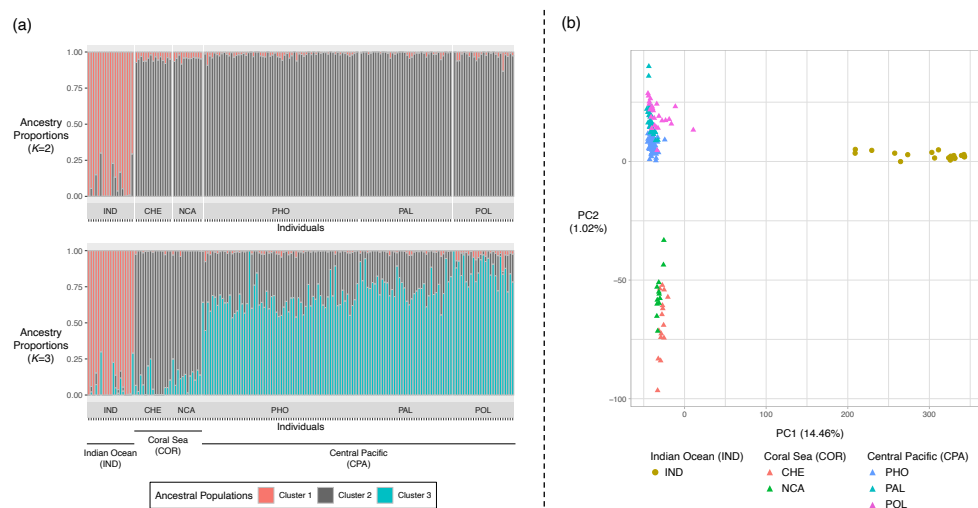 (a)
1.00
0.75
0.50
0.25
0.00
Ancestry
Proportions
(K=2)
IND CHE NCA PHO PAL POL
Individuals
1.00
0.75
0.50
0.25
0.00
Ancestry
Proportions
(K=3)
IND CHE NCA PHO PAL POL
Individuals
Indian Ocean
(IND)
Coral Sea
(COR)
Central Pacific
(CPA)
Ancestral Populations Cluster 1 Cluster 2 Cluster 3
(b)
0
−50
−100
PC2
(1.02%)
0 100 200 300
PC1 (14.46%)
Indian Ocean (IND) Coral Sea (COR) Central Pacific (CPA)
IND CHE PHO
NCA PAL
POL